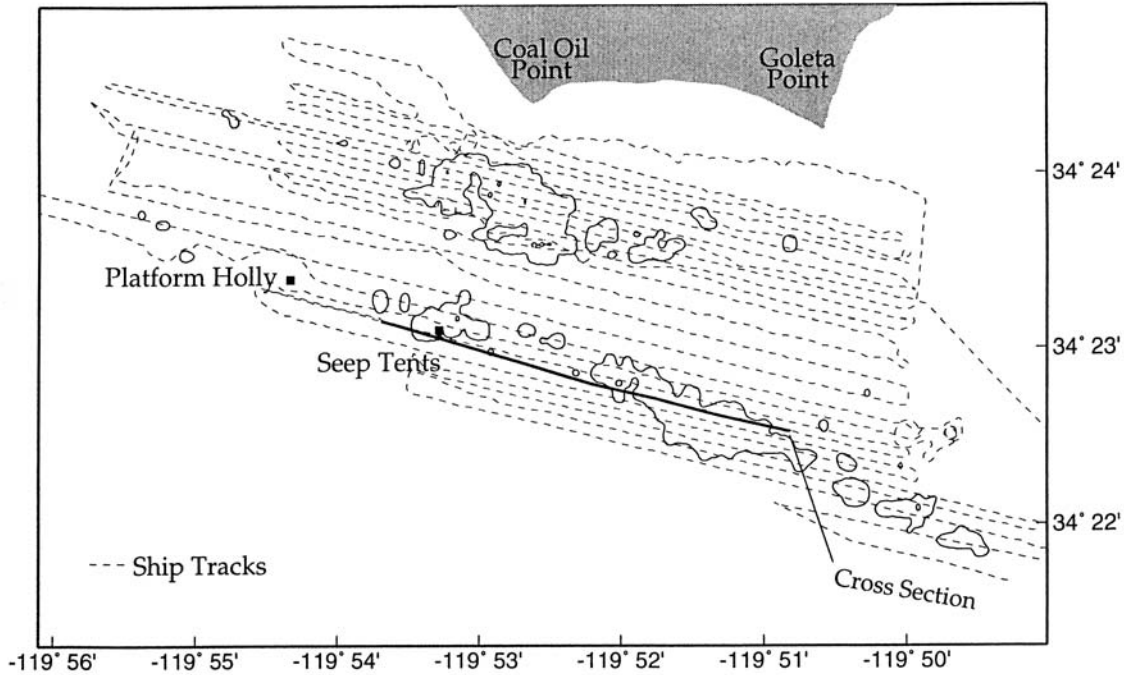 Coal Oil
Point
Goleta
Point
34° 24'
Platform Holly
34° 23'
Seep Tents
34° 22'
--- Ship Tracks
Cross Section
-119° 56'
-119° 55'
-119° 54'
-119° 53'
-119° 52'
-119° 51'
-119° 50'